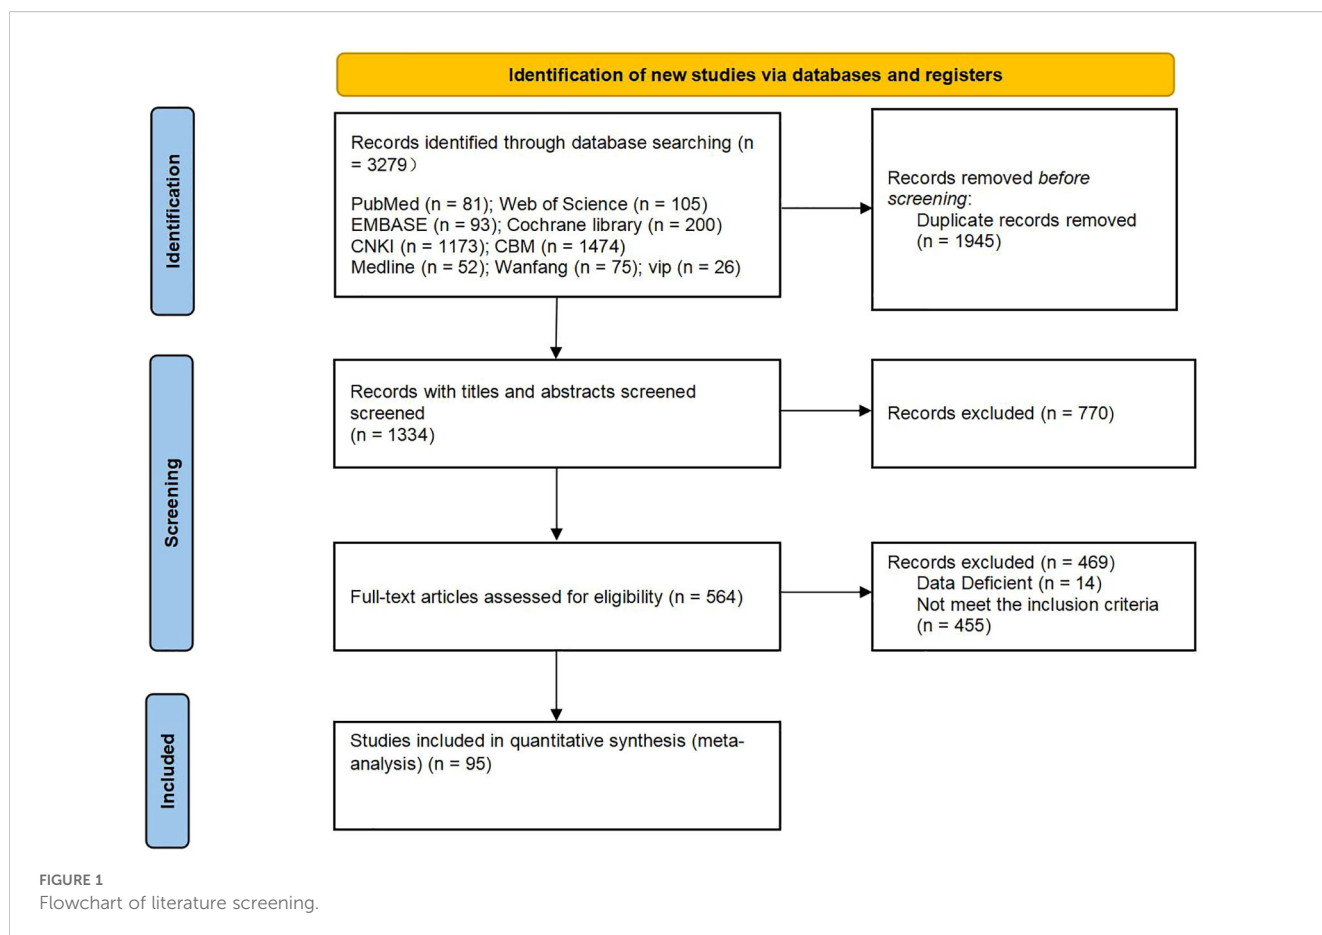 Identification of new studies via databases and registers
Identification
Records identified through database searching (n
= 3279）
PubMed (n = 81); Web of Science (n = 105)
EMBASE (n = 93); Cochrane library (n = 200)
CNKI (n = 1173); CBM (n = 1474)
Medline (n = 52); Wanfang (n = 75); vip (n = 26)
Records removed before
screening:
Duplicate records removed
(n = 1945)
Screening
Records with titles and abstracts screened
screened
(n = 1334)
Records excluded (n = 770)
Full-text articles assessed for eligibility (n = 564)
Records excluded (n = 469)
Data Deficient (n = 14)
Not meet the inclusion criteria
(n = 455)
Included
Studies included in quantitative synthesis (meta-
analysis) (n = 95)
FIGURE 1
Flowchart of literature screening.